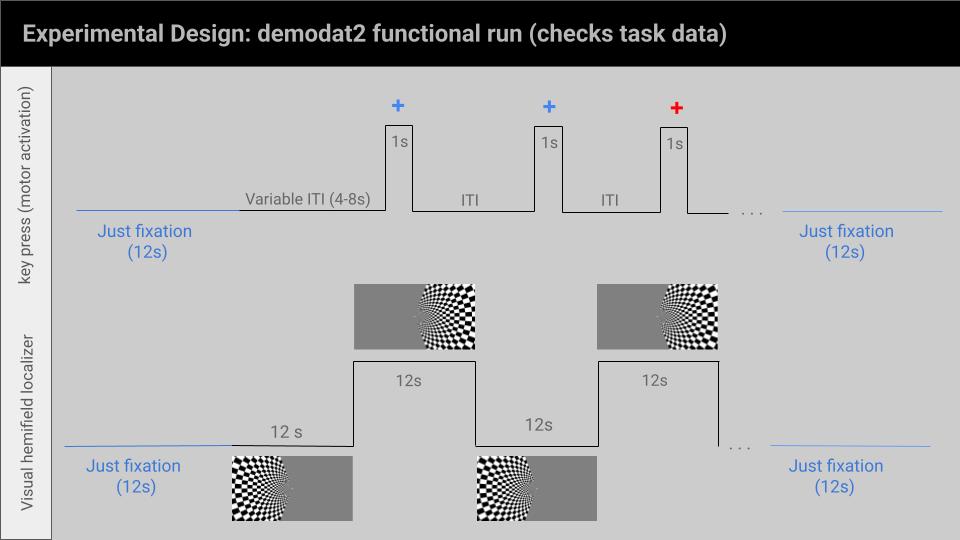 Experimental Design: demodat2 functional run (checks task data)
key press (motor activation)
+
+
+
1s
1s
1s
Variable ITI (4-8s)
ITI
ITI
. . .
Just fixation
(12s)
Just fixation
(12s)
Visual hemifield localizer
12s
12s
12 s
12s
. . .
Just fixation
(12s)
Just fixation
(12s)